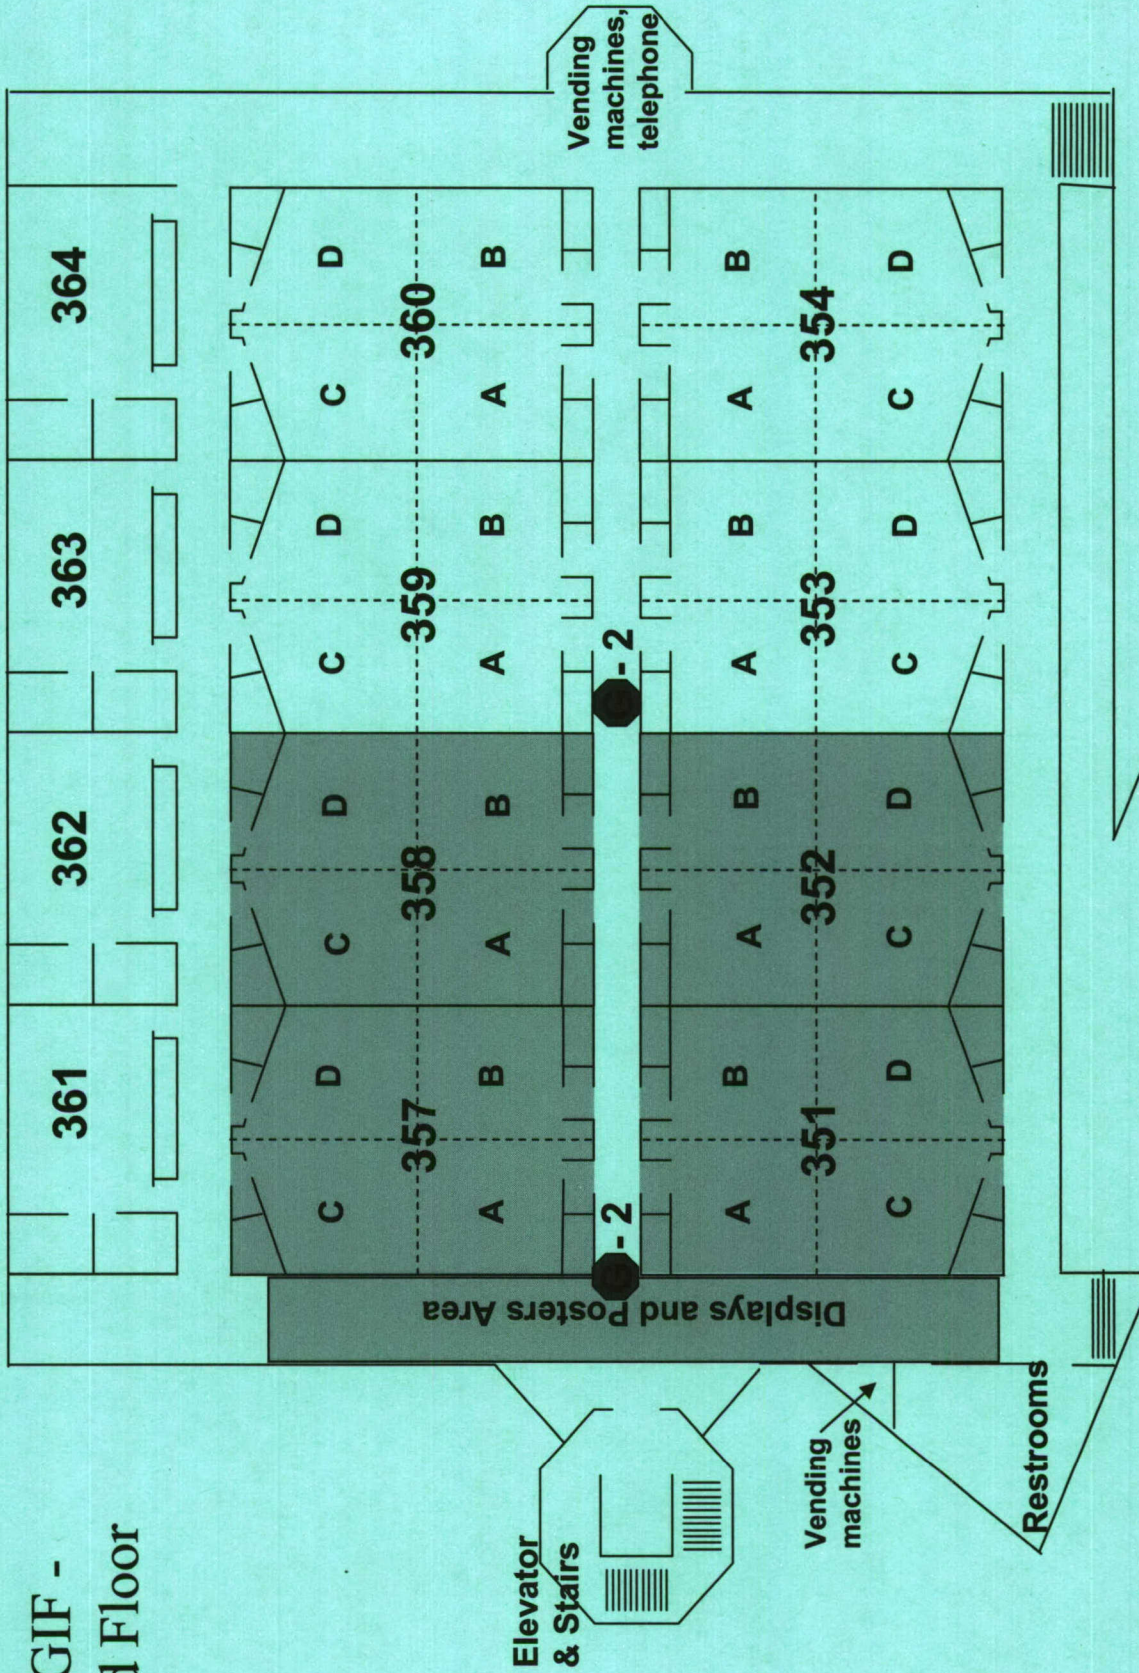 GIF -
d Floor
361 362 363 364
C D C D C D C D
357 358 359 360
A B A B A B A B
Elevator
& Stairs
Displays and Posters Area
G - 2 G - 2
Vending
machines,
telephone
A B A B A B A B
351 352 353 354
C D C D C D C D
Vending
machines
Restrooms